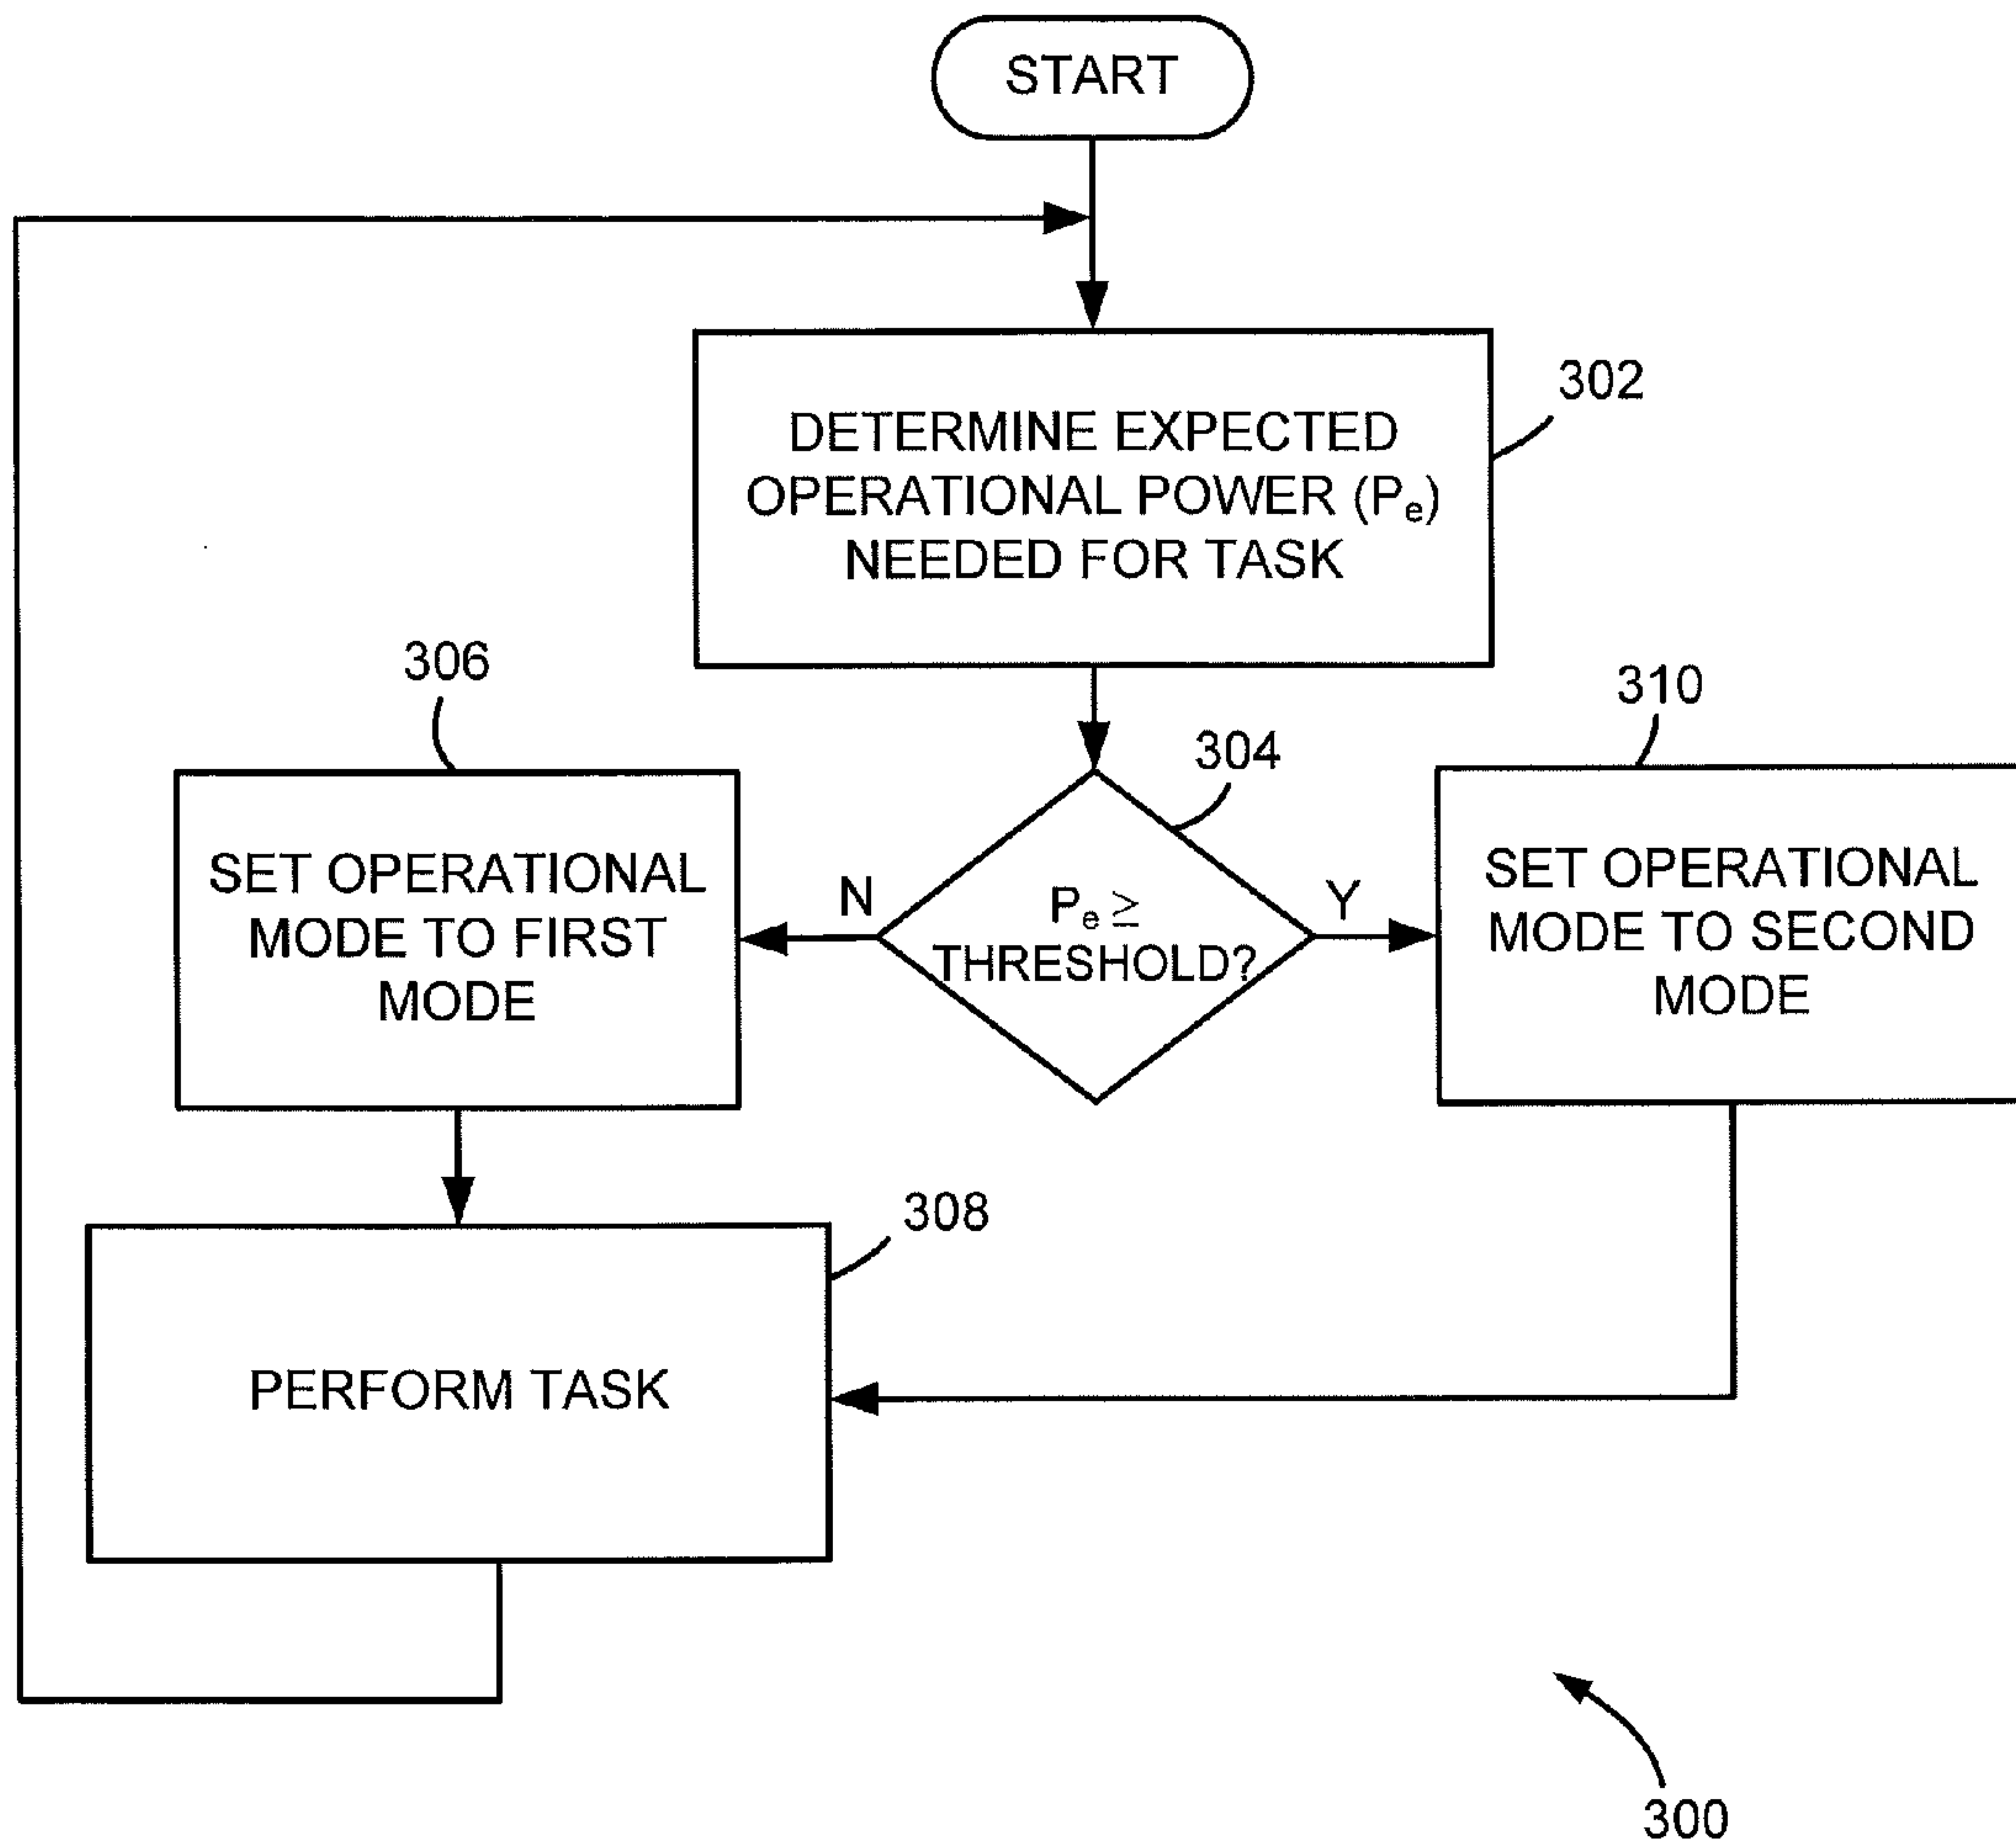 START
DETERMINE EXPECTED
OPERATIONAL POWER (Pe)
NEEDED FOR TASK
302
304
306
310
SET OPERATIONAL
MODE TO FIRST
MODE
N
Pe ≥
THRESHOLD?
Y
SET OPERATIONAL
MODE TO SECOND
MODE
308
PERFORM TASK
300